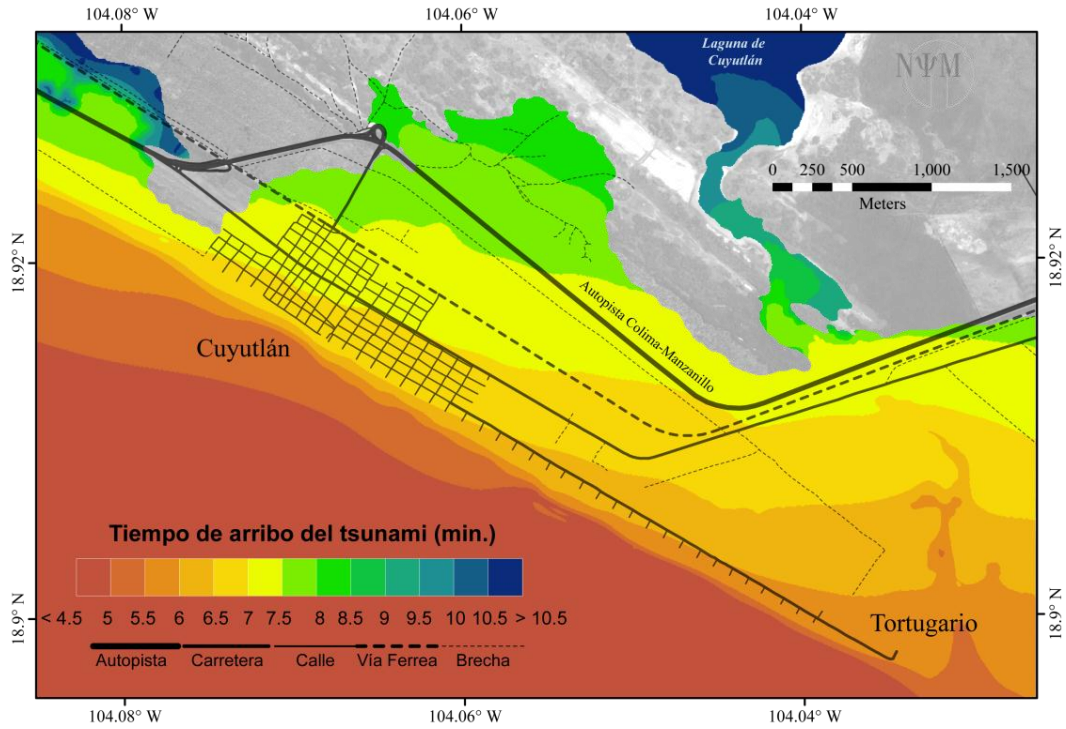 104.08° W
104.06° W
104.04° W
Laguna de
Cuyutlán
NΨM
0 250 500 1,000 1,500
Meters
18.92° N
18.92° N
Autopista Colima-Manzanillo
Cuyutlán
Tiempo de arribo del tsunami (min.)
< 4.5 5 5.5 6 6 7 7.5 8 8.5 9 9.5 10 10.5 > 10.5
Autopista Carretera Calle Vía Ferrea Brecha
Tortugario
18.9° N
18.9° N
104.08° W
104.06° W
104.04° W